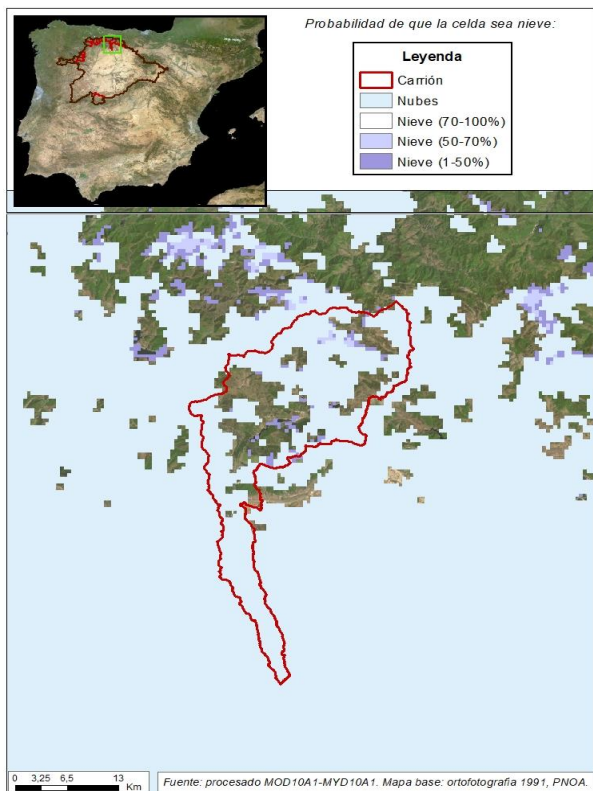 Probabilidad de que la celda sea nieve:
Leyenda
Carrión
Nubes
Nieve (70-100%)
Nieve (50-70%)
Nieve (1-50%)
0 3,25 6,5 13
Km
Fuente: procesado MOD10A1-MYD10A1. Mapa base: ortofotografía 1991, PNOA.